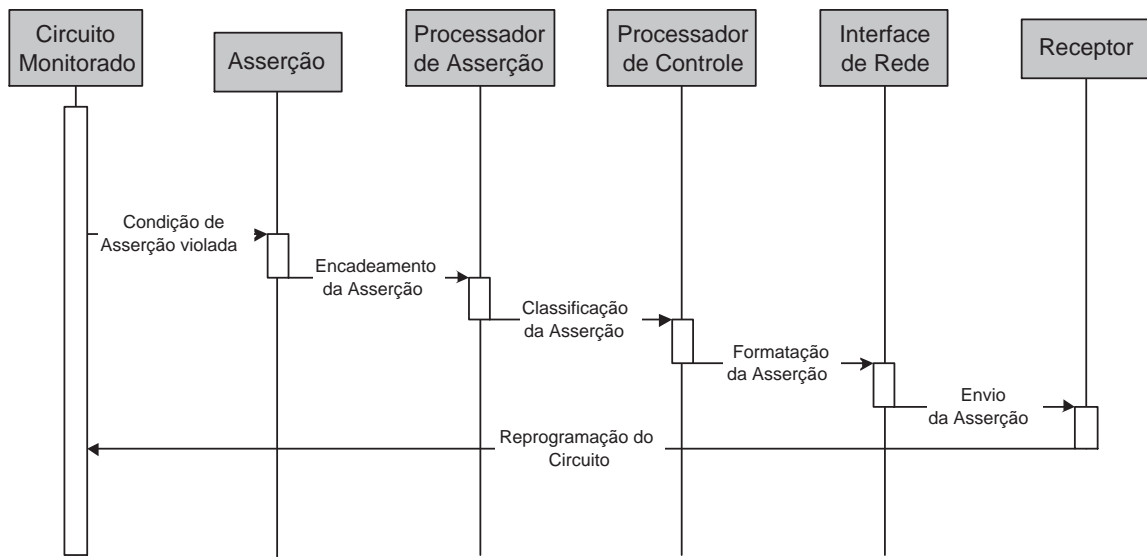 Circuito
Monitorado
Asserção
Processador
de Asserção
Processador
de Controle
Interface
de Rede
Receptor
Condição de
Asserção violada
Encadeamento
da Asserção
Classificação
da Asserção
Formatação
da Asserção
Envio
da Asserção
Reprogramação do
Circuito